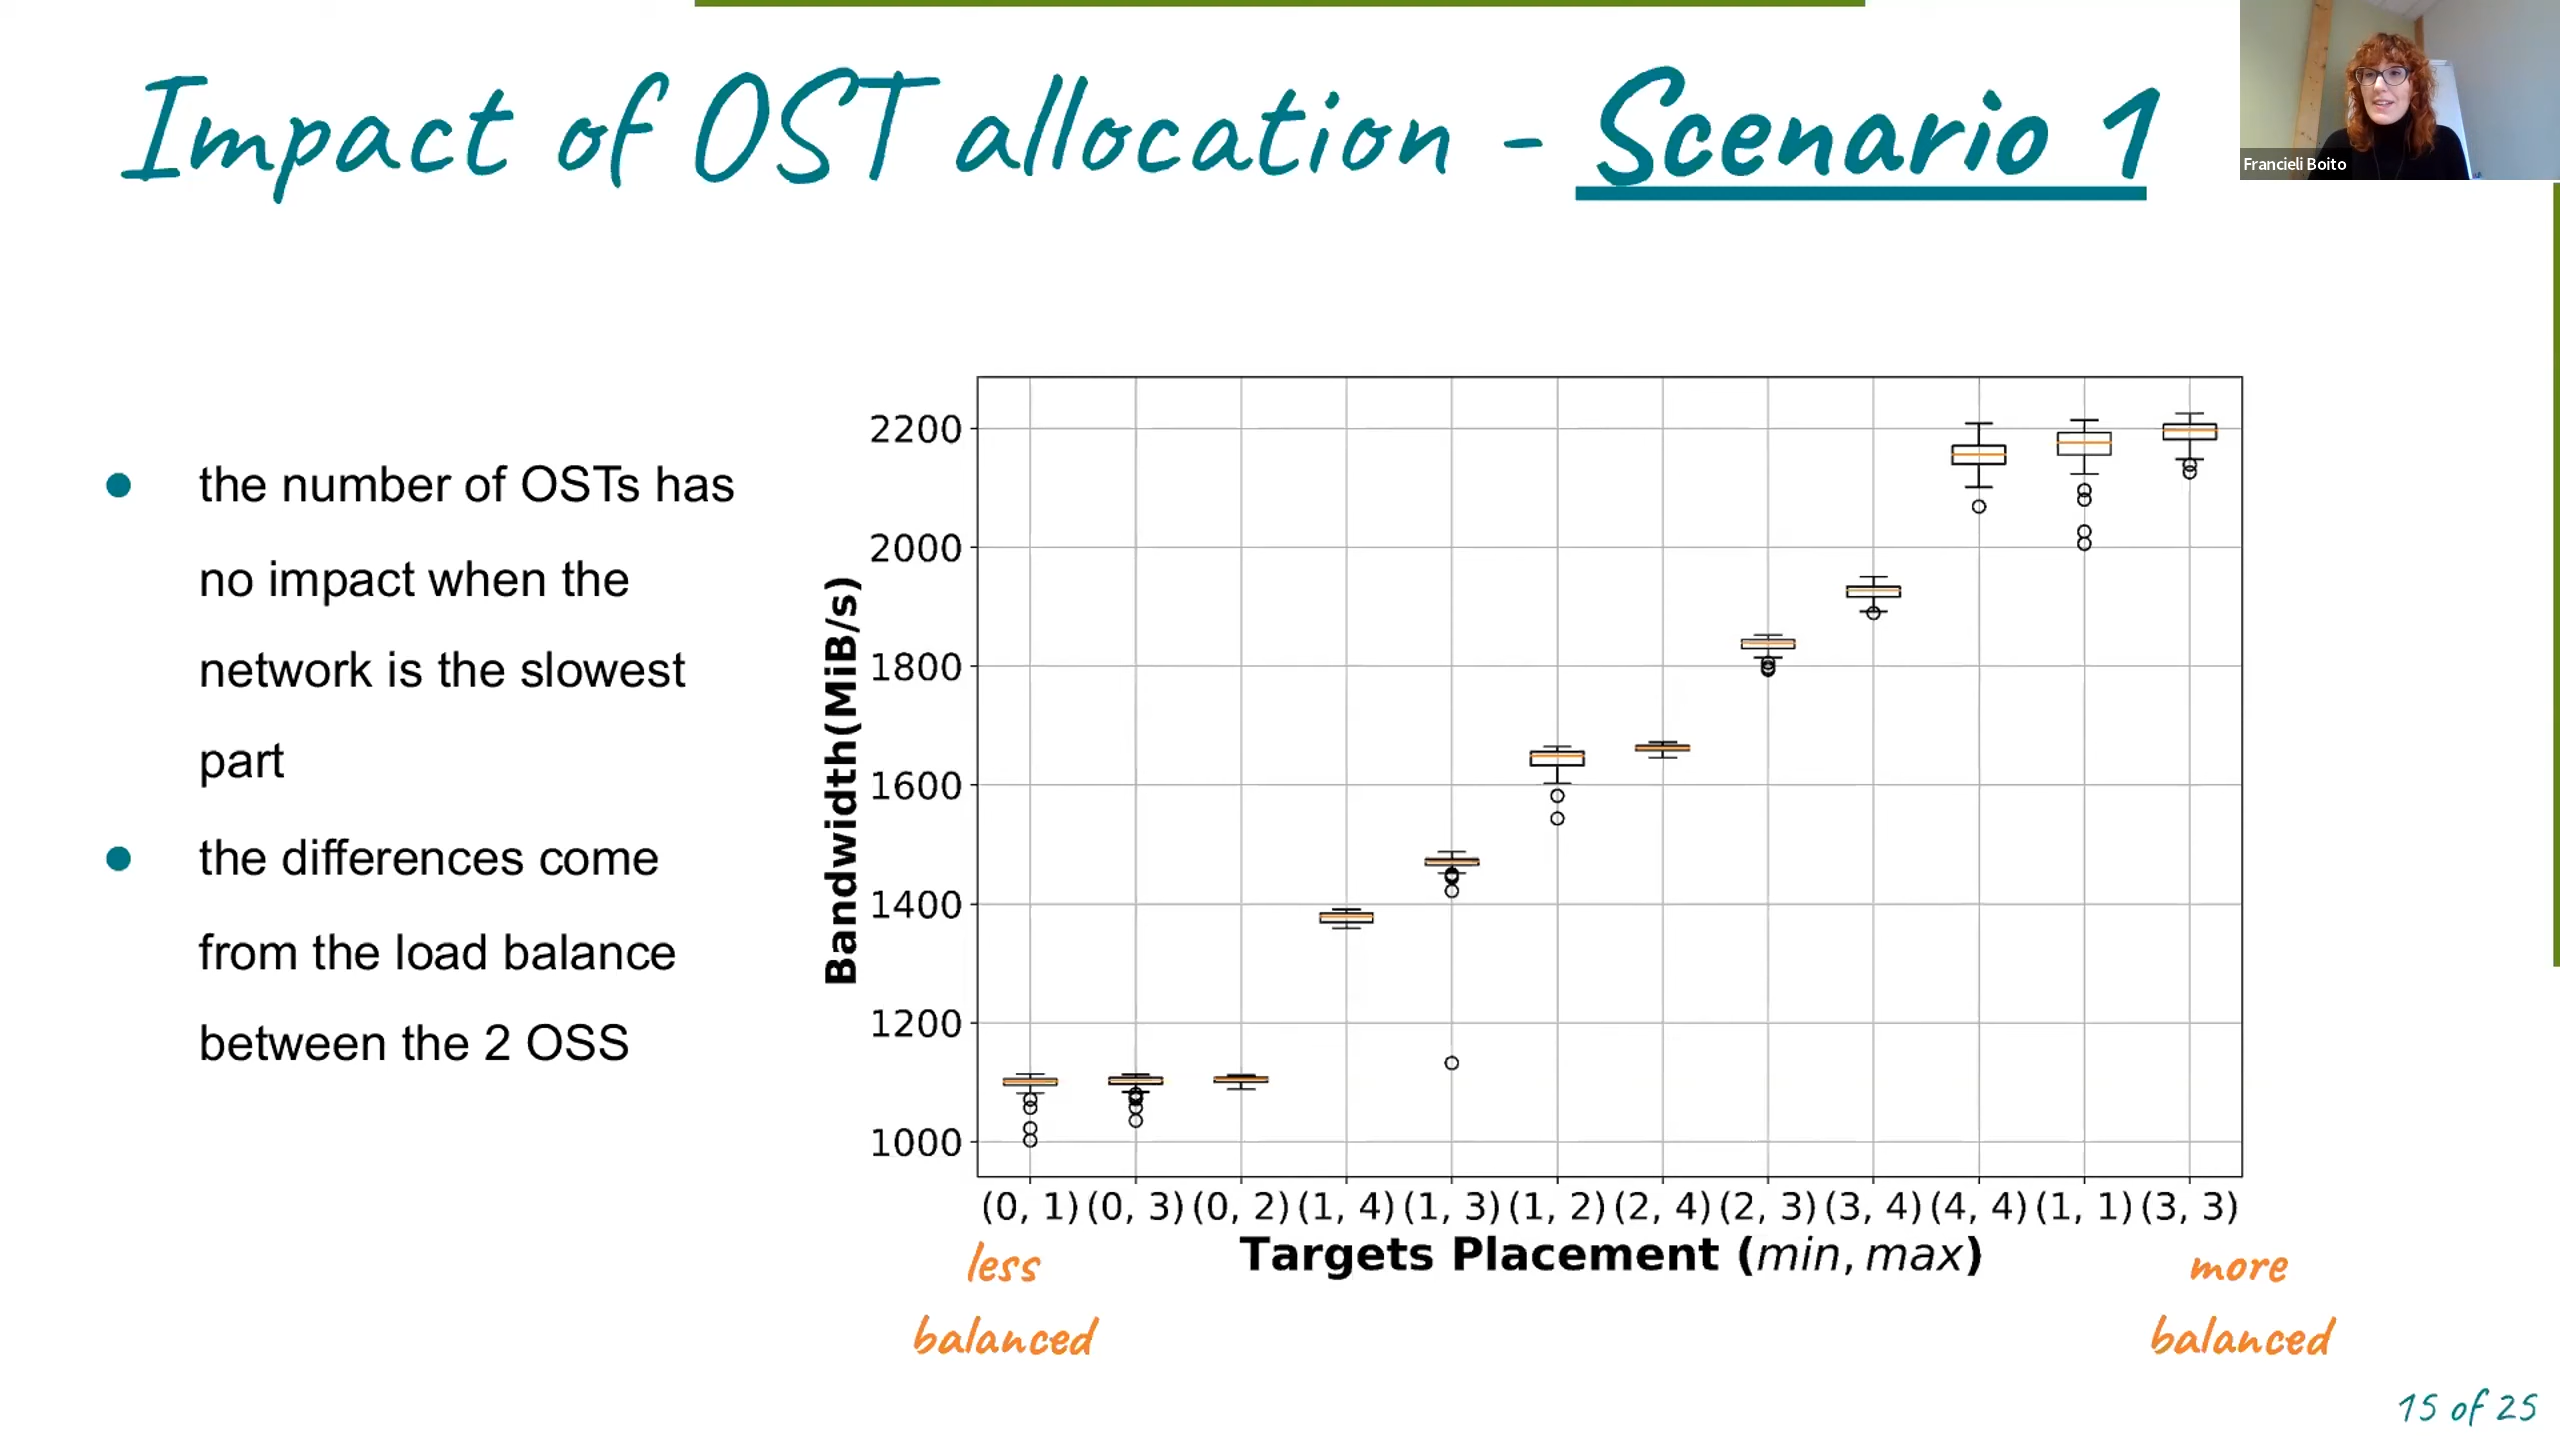 Impact of OST allocation - Scenario 1
Francieli Boito
the number of OSTs has
no impact when the
network is the slowest
part
the differences come
from the load balance
between the 2 OSS
Bandwidth(MiB/s)
2200
2000
1800
1600
1400
1200
1000
(0, 1) (0, 3) (0, 2) (1, 4) (1, 3) (1, 2) (2, 4) (2, 3) (3, 4) (4, 4) (1, 1) (3, 3)
Targets Placement (min, max)
less
balanced
more
balanced
15 of 25